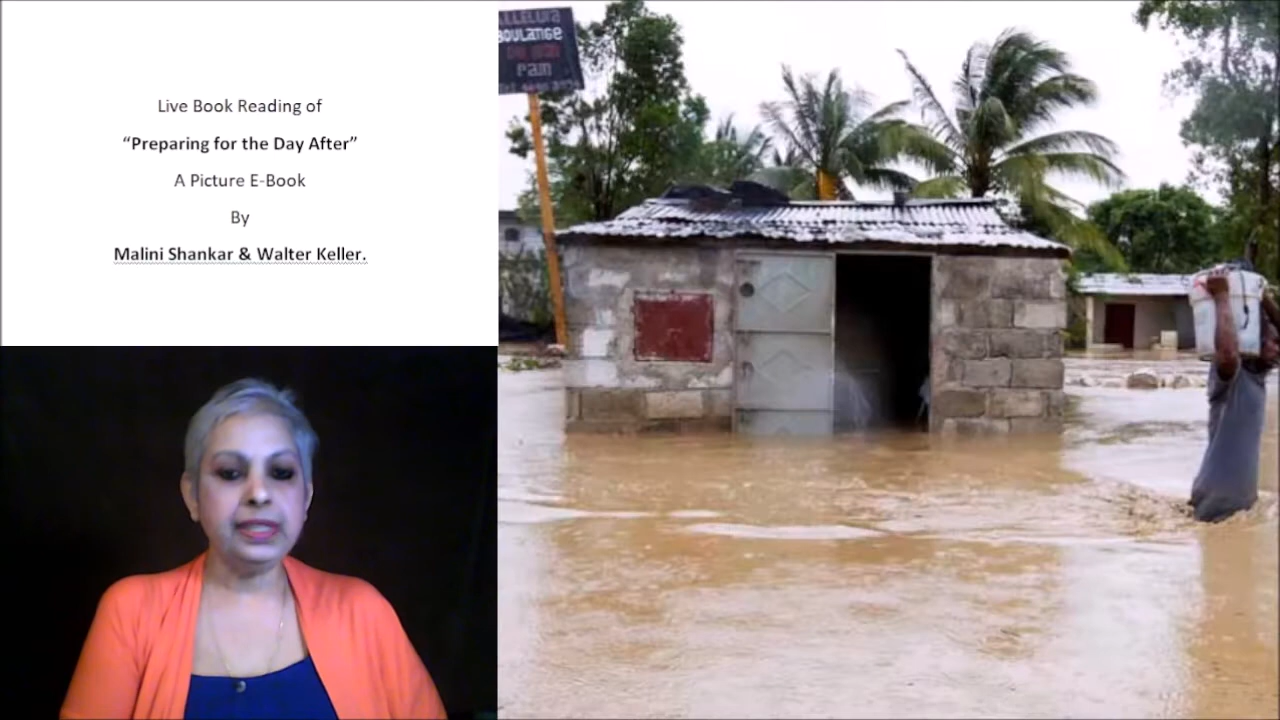 Live Book Reading of
“Preparing for the Day After”
A Picture E-Book
By
Malini Shankar & Walter Keller.
BOULANGE
PAIN